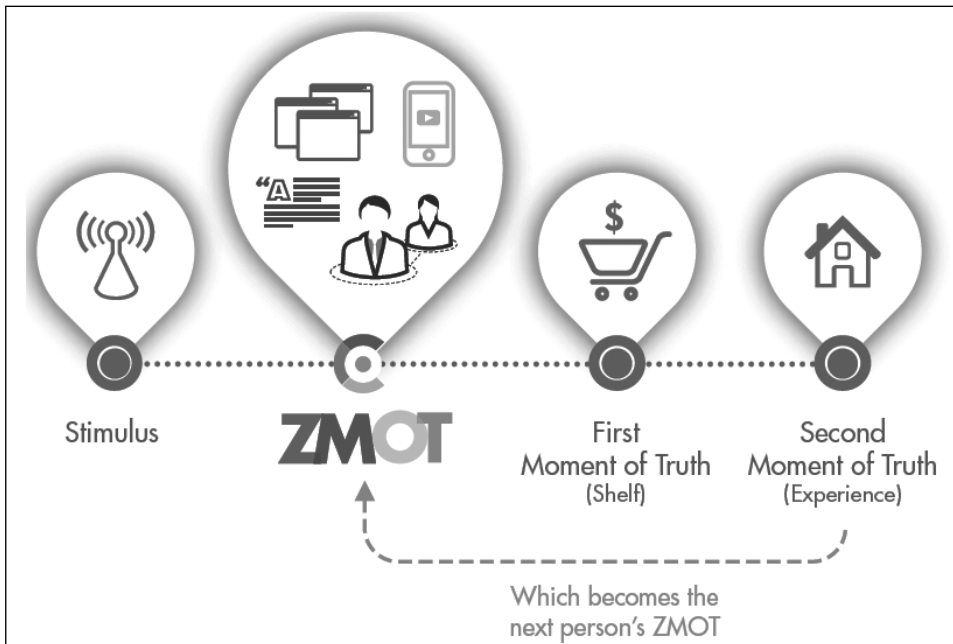 “A
Stimulus
ZMOT
First
Moment of Truth
(Shelf)
Second
Moment of Truth
(Experience)
$
Which becomes the
next person's ZMOT